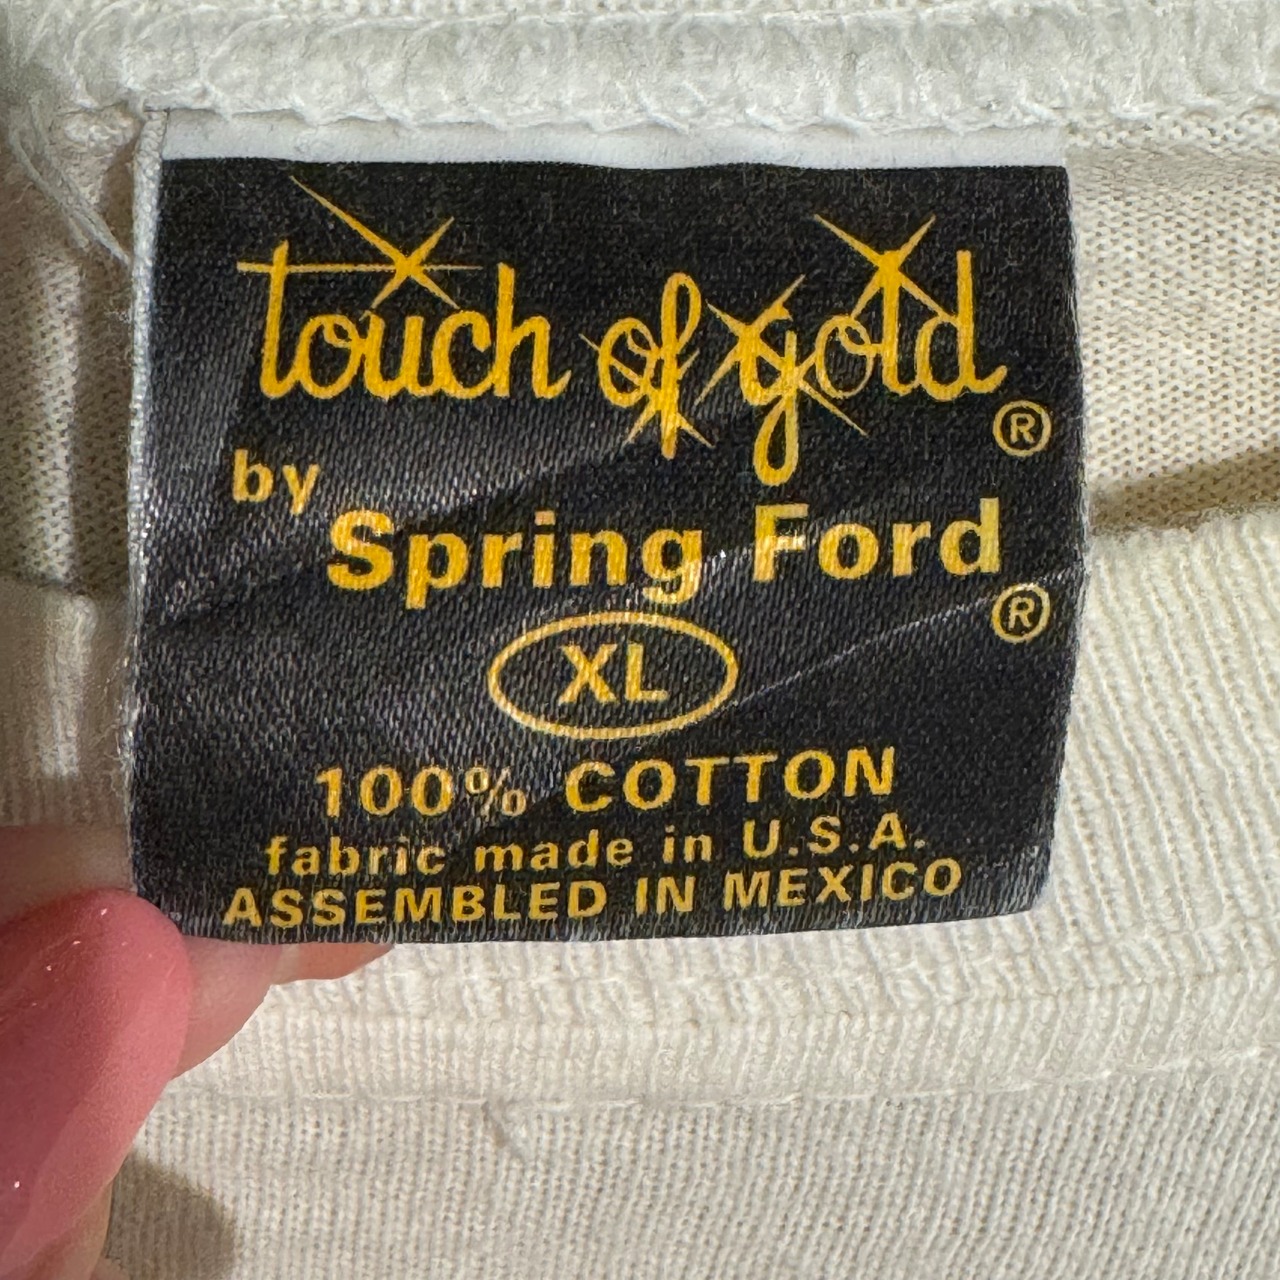 touch of gold®
by
Spring Ford®
XL
100% COTTON
fabric made in U.S.A.
ASSEMBLED IN MEXICO